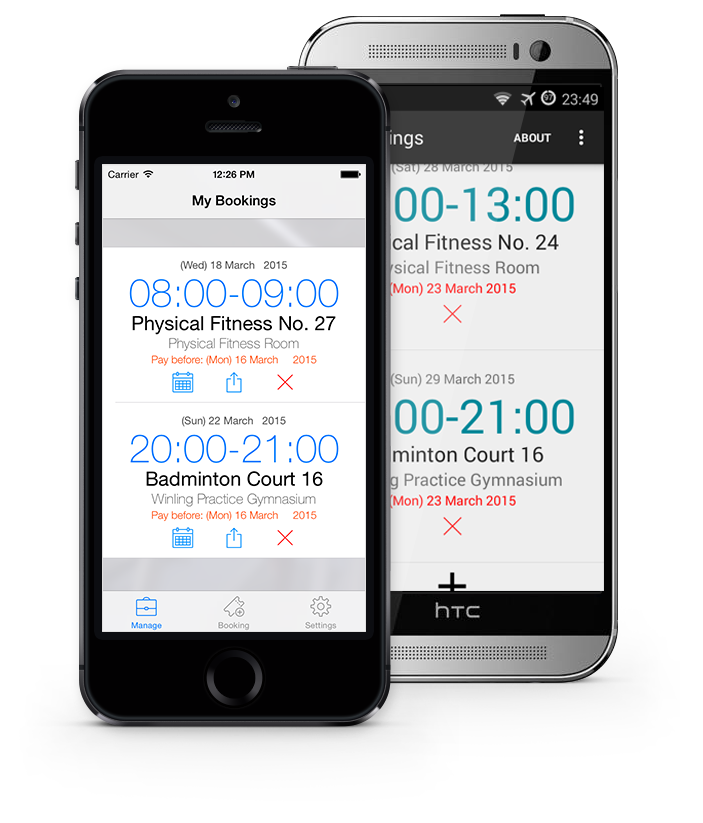 Carrier 12:26 PM
My Bookings
(Wed) 18 March 2015
08:00-09:00
Physical Fitness No. 27
Physical Fitness Room
Pay before: (Mon) 16 March 2015
(Sun) 22 March 2015
20:00-21:00
Badminton Court 16
Winling Practice Gymnasium
Pay before: (Mon) 16 March 2015
Manage Booking Settings
97 23:49
ings ABOUT
(Sat) 28 March 2015
00-13:00
cal Fitness No. 24
ysical Fitness Room
(Mon) 23 March 2015
(Sun) 29 March 2015
00-21:00
minton Court 16
g Practice Gymnasium
(Mon) 23 March 2015
hTC